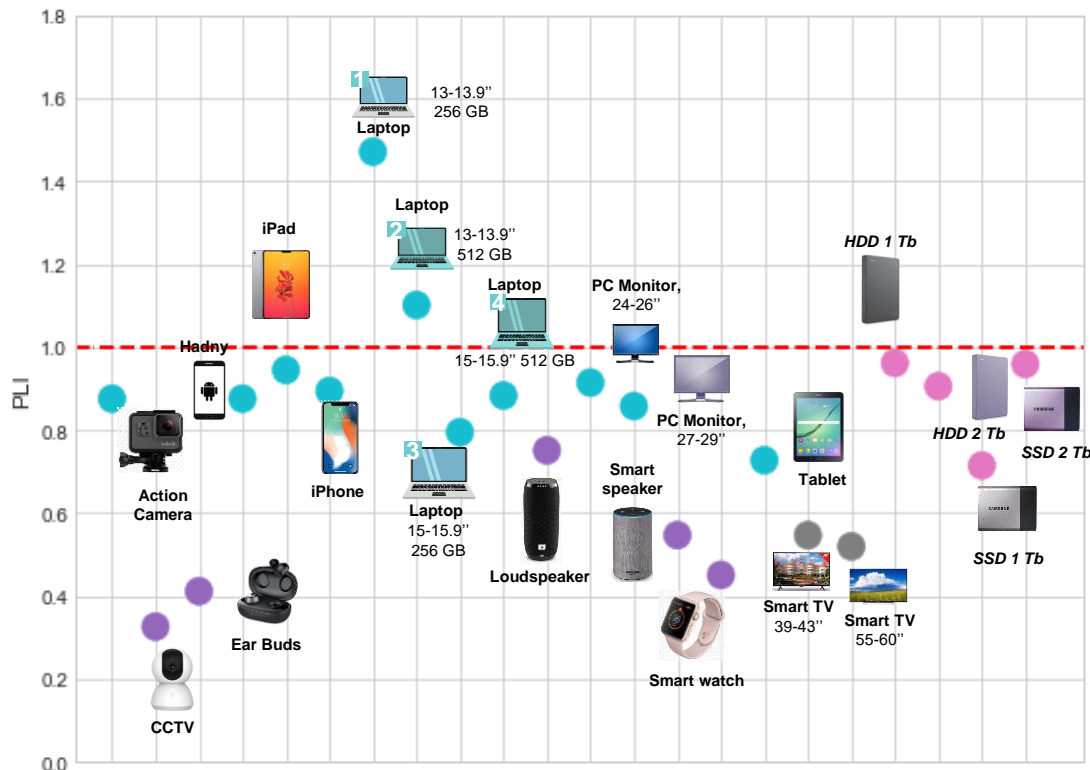 1.8
1.6
1.4
1.2
1.0
0.8
0.6
0.4
0.2
0.0
PLI
1
13-13.9’’
256 GB
Laptop
Laptop
2
13-13.9’’
512 GB
iPad
Laptop
4
15-15.9’’ 512 GB
PC Monitor,
24-26’’
HDD 1 Tb
Hadny
PC Monitor,
27-29’’
HDD 2 Tb
SSD 2 Tb
Action
Camera
iPhone
3
Laptop
15-15.9’’
256 GB
Smart
speaker
Tablet
Loudspeaker
SSD 1 Tb
Ear Buds
Smart TV
39-43’’
Smart TV
55-60’’
Smart watch
CCTV